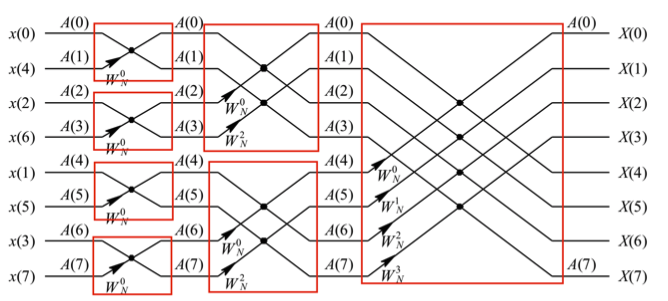 x(0) A(0) A(0) A(0) A(0) X(0)
x(4) A(1) A(1) A(1) X(1)
W_N^0
x(2) A(2) A(2) A(2) X(2)
W_N^0
x(6) A(3) A(3) A(3) X(3)
W_N^0 W_N^2
x(1) A(4) A(4) A(4) X(4)
W_N^0
x(5) A(5) A(5) A(5) X(5)
W_N^0 W_N^1
x(3) A(6) A(6) A(6) X(6)
W_N^0 W_N^2
x(7) A(7) A(7) A(7) A(7) X(7)
W_N^0 W_N^2 W_N^3